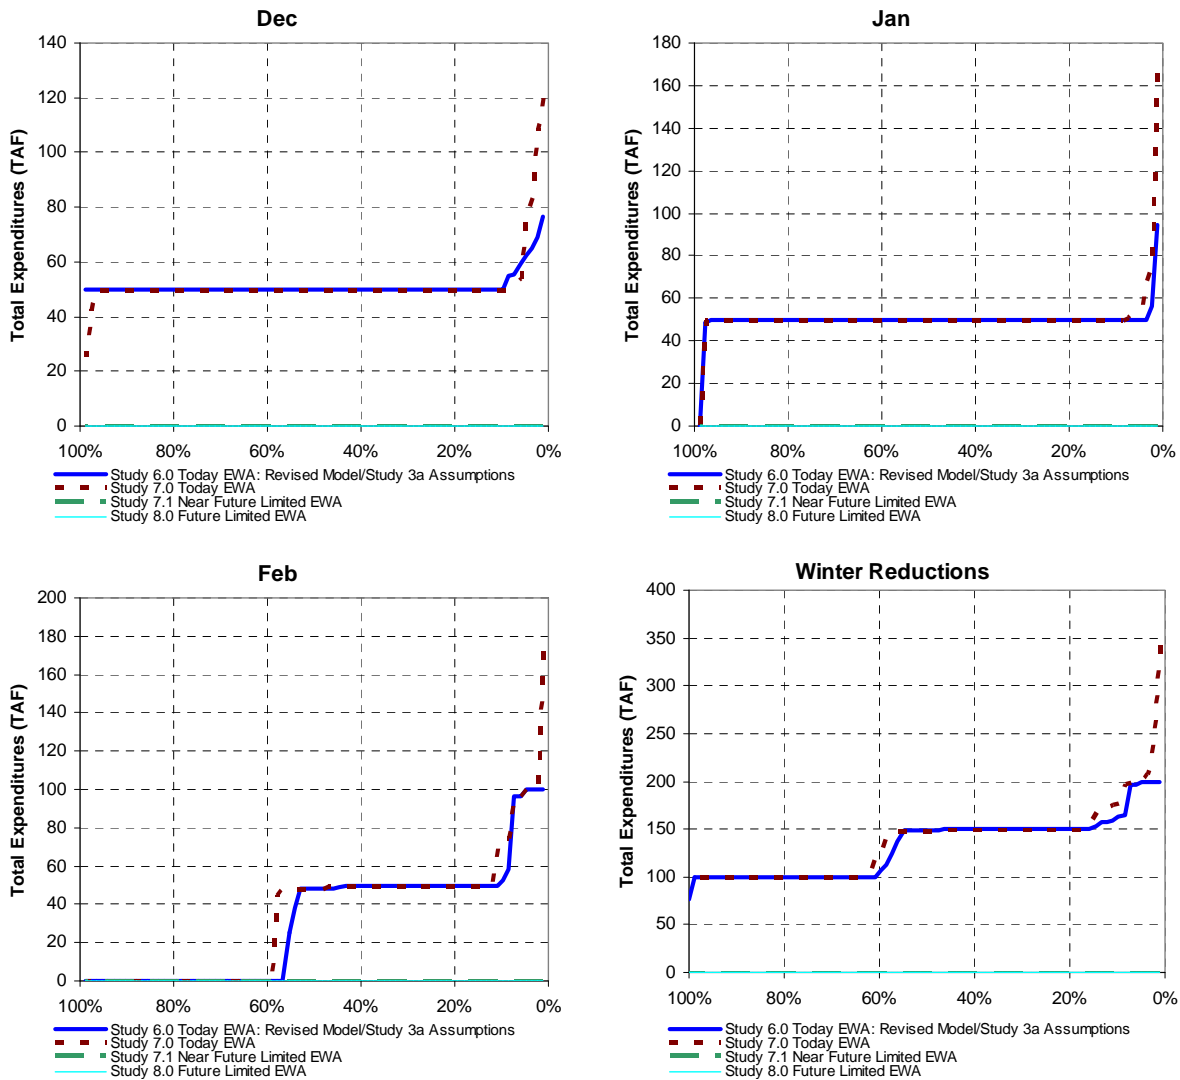 Dec
Total Expenditures (TAF)
140
120
100
80
60
40
20
0
100% 80% 60% 40% 20% 0%
Study 6.0 Today EWA: Revised Model/Study 3a Assumptions
Study 7.0 Today EWA
Study 7.1 Near Future Limited EWA
Study 8.0 Future Limited EWA
Jan
Total Expenditures (TAF)
180
160
140
120
100
80
60
40
20
0
100% 80% 60% 40% 20% 0%
Study 6.0 Today EWA: Revised Model/Study 3a Assumptions
Study 7.0 Today EWA
Study 7.1 Near Future Limited EWA
Study 8.0 Future Limited EWA
Feb
Total Expenditures (TAF)
200
180
160
140
120
100
80
60
40
20
0
100% 80% 60% 40% 20% 0%
Study 6.0 Today EWA: Revised Model/Study 3a Assumptions
Study 7.0 Today EWA
Study 7.1 Near Future Limited EWA
Study 8.0 Future Limited EWA
Winter Reductions
Total Expenditures (TAF)
400
350
300
250
200
150
100
50
0
100% 80% 60% 40% 20% 0%
Study 6.0 Today EWA: Revised Model/Study 3a Assumptions
Study 7.0 Today EWA
Study 7.1 Near Future Limited EWA
Study 8.0 Future Limited EWA